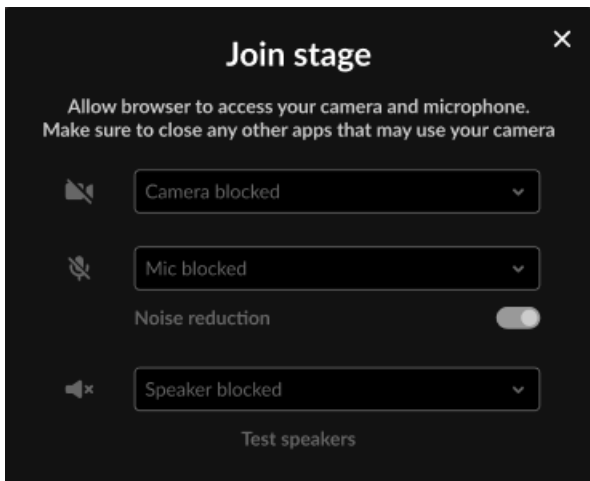 Join stage
Allow browser to access your camera and microphone.
Make sure to close any other apps that may use your camera
Camera blocked
Mic blocked
Noise reduction
Speaker blocked
Test speakers